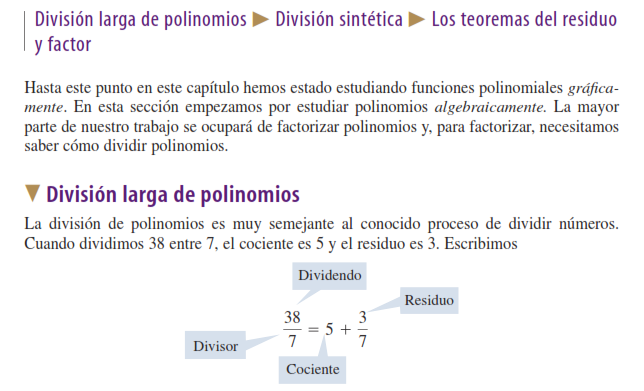 División larga de polinomios ▶ División sintética ▶ Los teoremas del residuo
y factor
Hasta este punto en este capítulo hemos estado estudiando funciones polinomiales gráfica-
mente. En esta sección empezamos por estudiar polinomios algebraicamente. La mayor
parte de nuestro trabajo se ocupará de factorizar polinomios y, para factorizar, necesitamos
saber cómo dividir polinomios.
▼ División larga de polinomios
La división de polinomios es muy semejante al conocido proceso de dividir números.
Cuando dividimos 38 entre 7, el cociente es 5 y el residuo es 3. Escribimos
Dividendo
Residuo
38/7 = 5 + 3/7
Divisor
Cociente